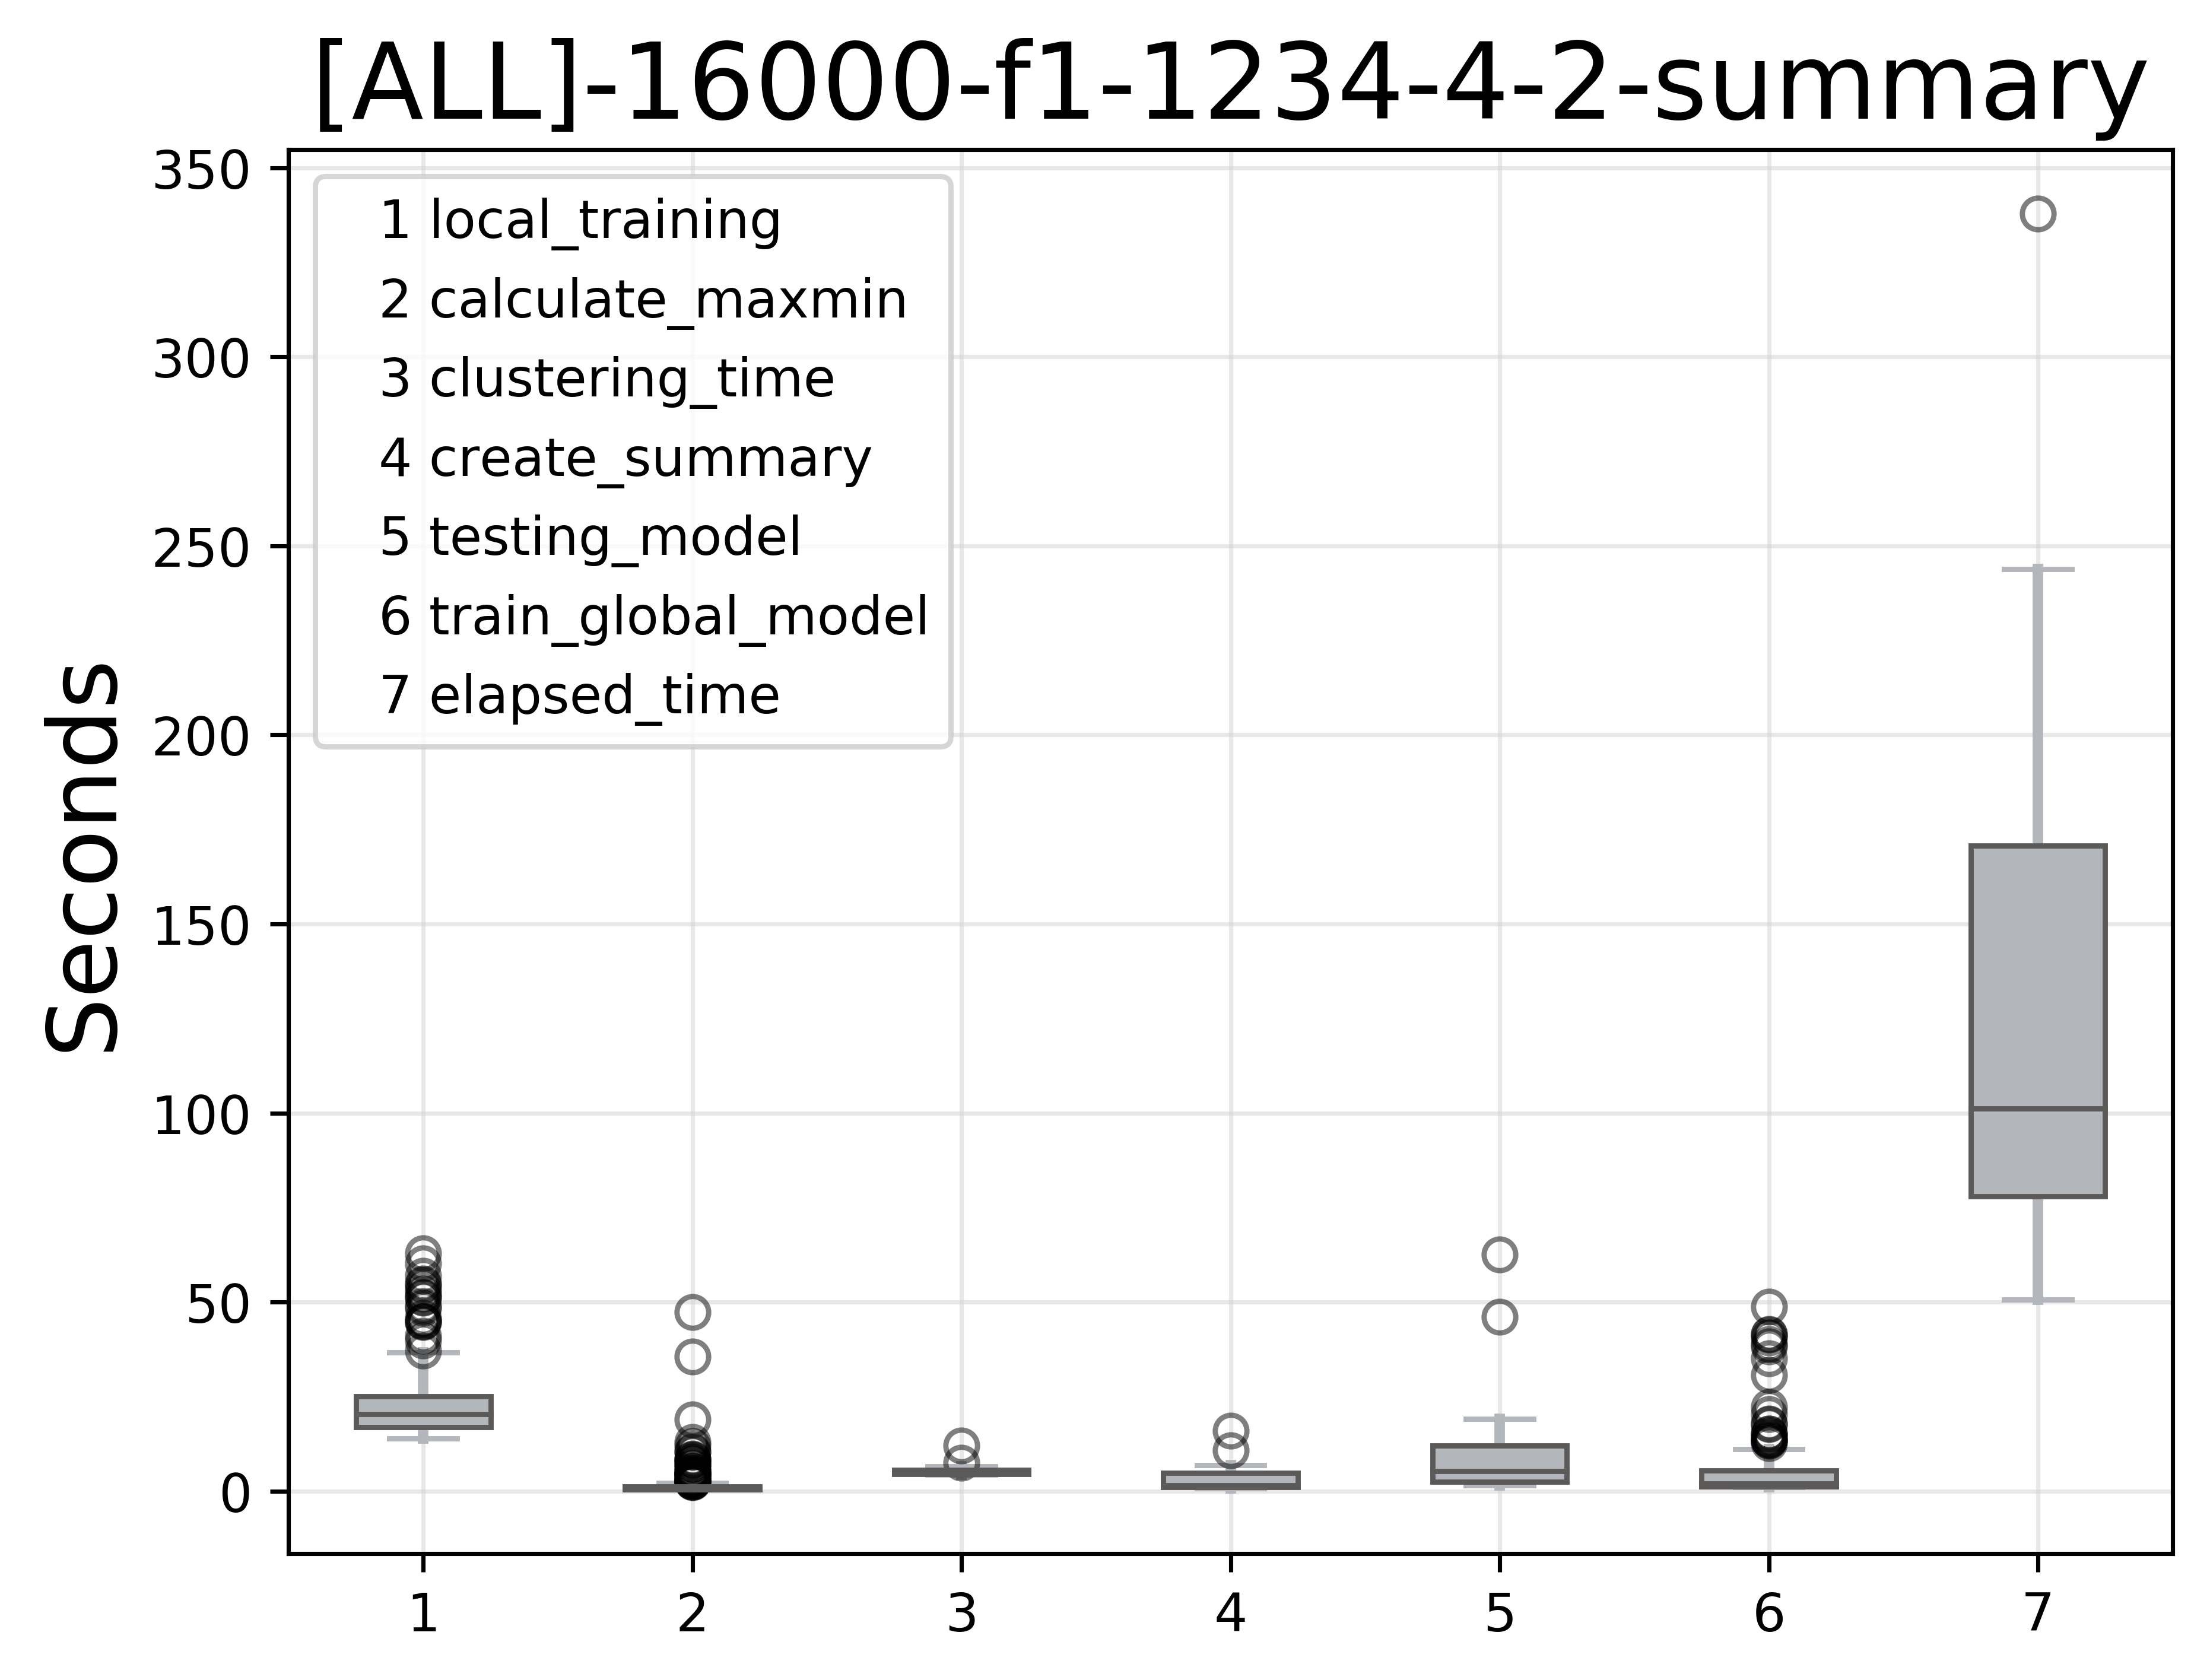 [ALL]-16000-f1-1234-4-2-summary
350
300
250
200
150
100
50
0
Seconds
1 local_training
2 calculate_maxmin
3 clustering_time
4 create_summary
5 testing_model
6 train_global_model
7 elapsed_time
1 2 3 4 5 6 7